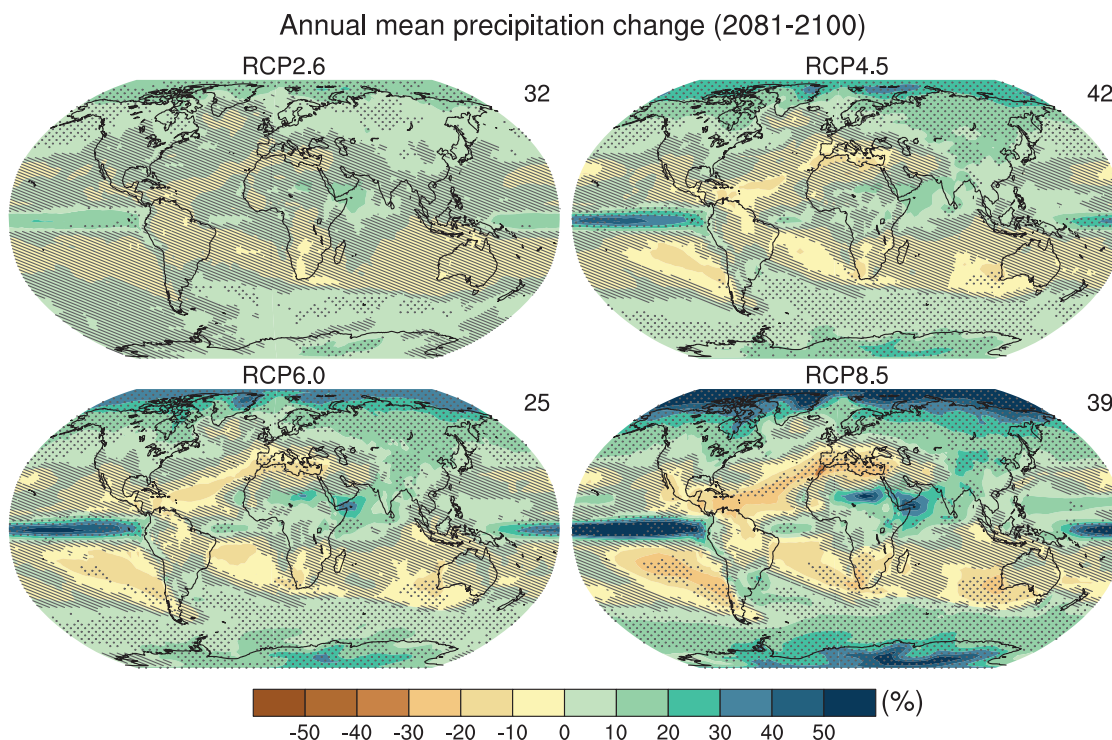 Annual mean precipitation change (2081-2100)
RCP2.6
32
RCP4.5
42
RCP6.0
25
RCP8.5
39
(%)
-50 -40 -30 -20 -10 0 10 20 30 40 50